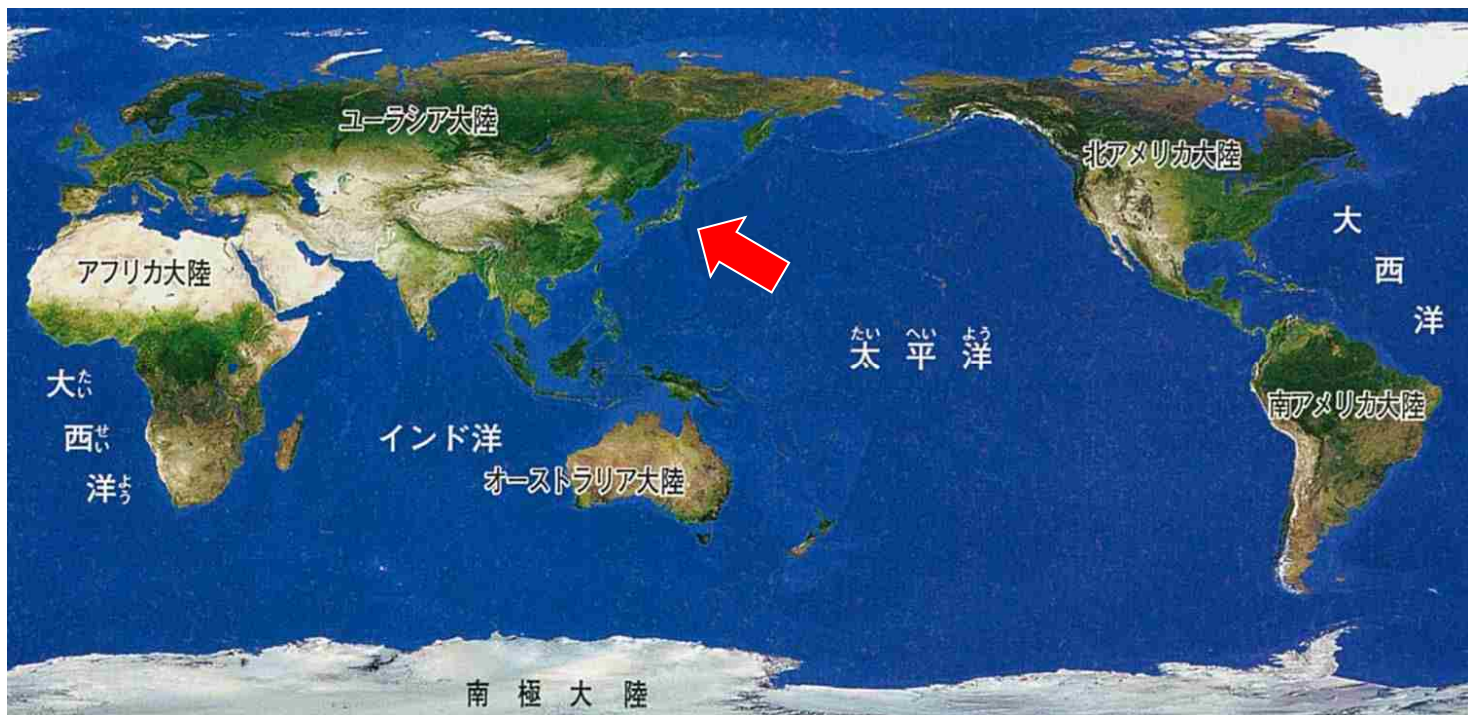 ユーラシア大陸
北アメリカ大陸
アフリカ大陸
大西洋
たいへいよう
太平洋
南アメリカ大陸
大たい
西せい
洋よう
インド洋
オーストラリア大陸
南極大陸